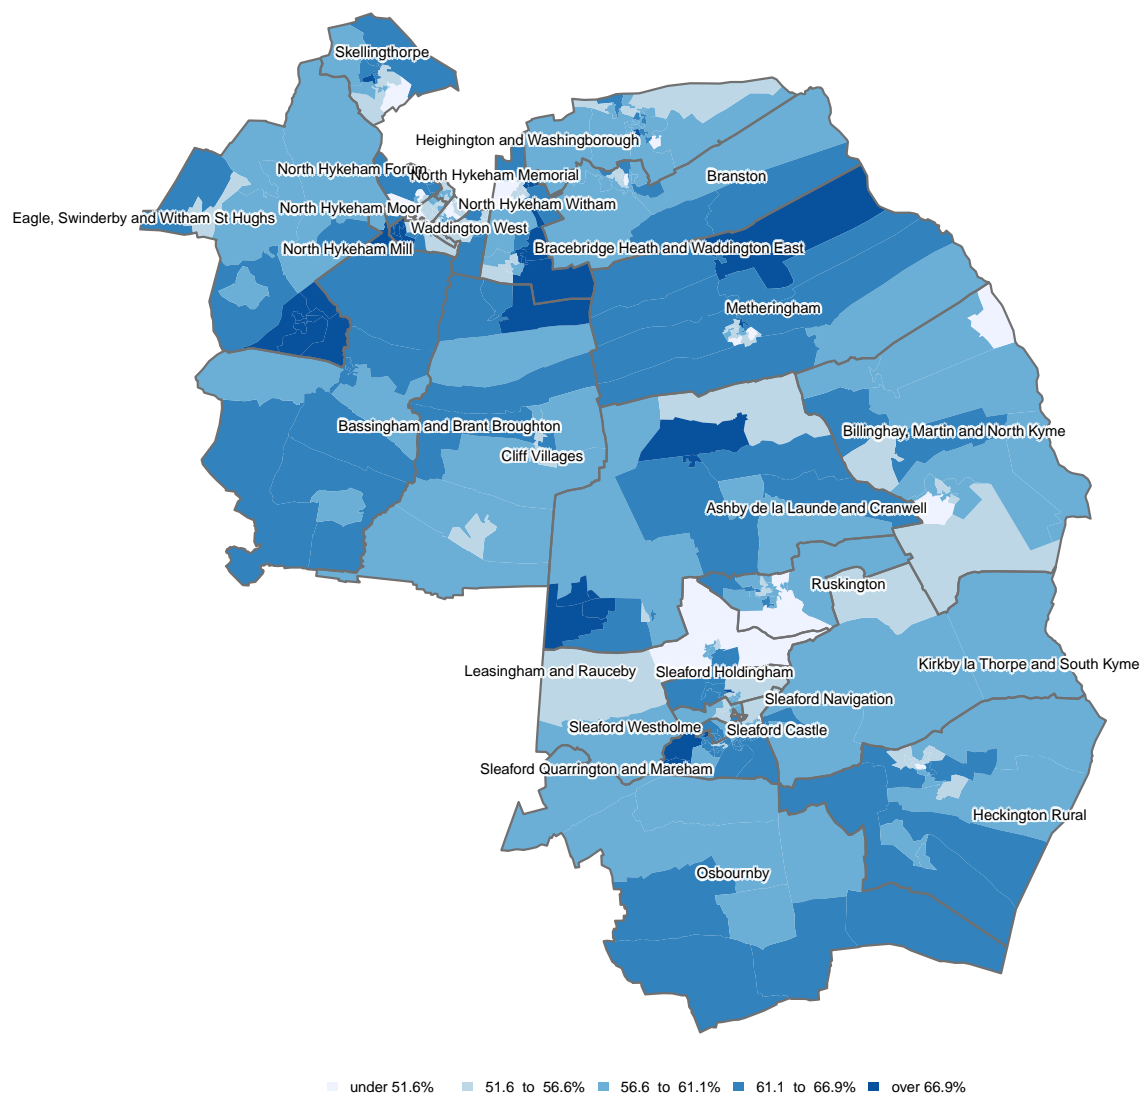 Skellingthorpe
Heighington and Washingborough
North Hykeham Forum
North Hykeham Memorial
Branston
North Hykeham Moor
North Hykeham Witham
Eagle, Swinderby and Witham St Hughs
Waddington West
North Hykeham Mill
Bracebridge Heath and Waddington East
Metheringham
Bassingham and Brant Broughton
Billinghay, Martin and North Kyme
Cliff Villages
Ashby de la Launde and Cranwell
Ruskington
Leasingham and Rauceby
Sleaford Holdingham
Kirkby la Thorpe and South Kyme
Sleaford Navigation
Sleaford Westholme
Sleaford Castle
Sleaford Quarrington and Mareham
Heckington Rural
Osbournby
under 51.6% 51.6 to 56.6% 56.6 to 61.1% 61.1 to 66.9% over 66.9%